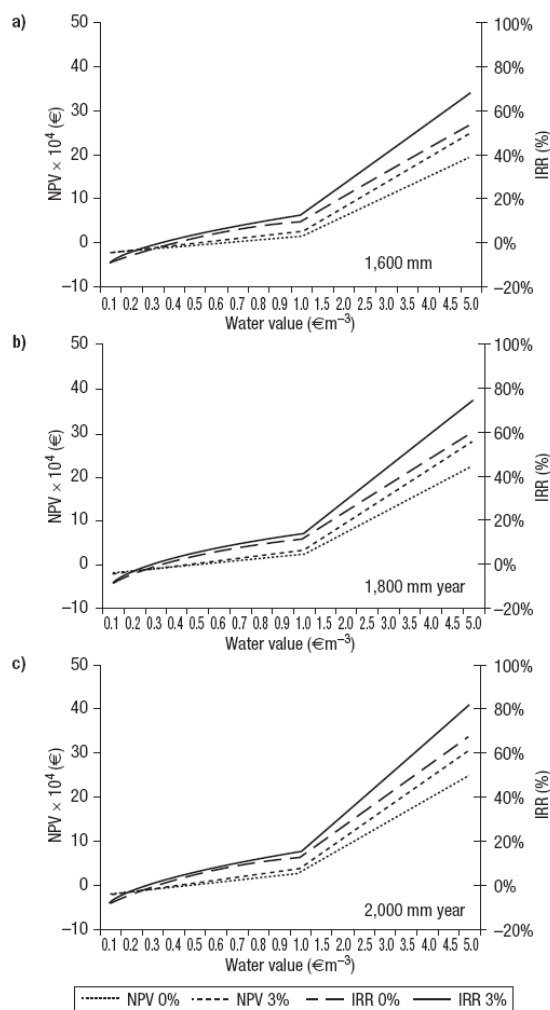 a)
50
40
30
20
10
0
–10
NPV × 10⁴ (€)
100%
80%
60%
40%
20%
0%
–20%
IRR (%)
1,600 mm
0.1 0.2 0.3 0.4 0.5 0.6 0.7 0.8 0.9 1.0 1.5 2.0 2.5 3.0 3.5 4.0 4.5 5.0
Water value (€m⁻³)
b)
50
40
30
20
10
0
–10
NPV × 10⁴ (€)
100%
80%
60%
40%
20%
0%
–20%
IRR (%)
1,800 mm year
0.1 0.2 0.3 0.4 0.5 0.6 0.7 0.8 0.9 1.0 1.5 2.0 2.5 3.0 3.5 4.0 4.5 5.0
Water value (€m⁻³)
c)
50
40
30
20
10
0
–10
NPV × 10⁴ (€)
100%
80%
60%
40%
20%
0%
–20%
IRR (%)
2,000 mm year
0.1 0.2 0.3 0.4 0.5 0.6 0.7 0.8 0.9 1.0 1.5 2.0 2.5 3.0 3.5 4.0 4.5 5.0
Water value (€m⁻³)
NPV 0% NPV 3% IRR 0% IRR 3%